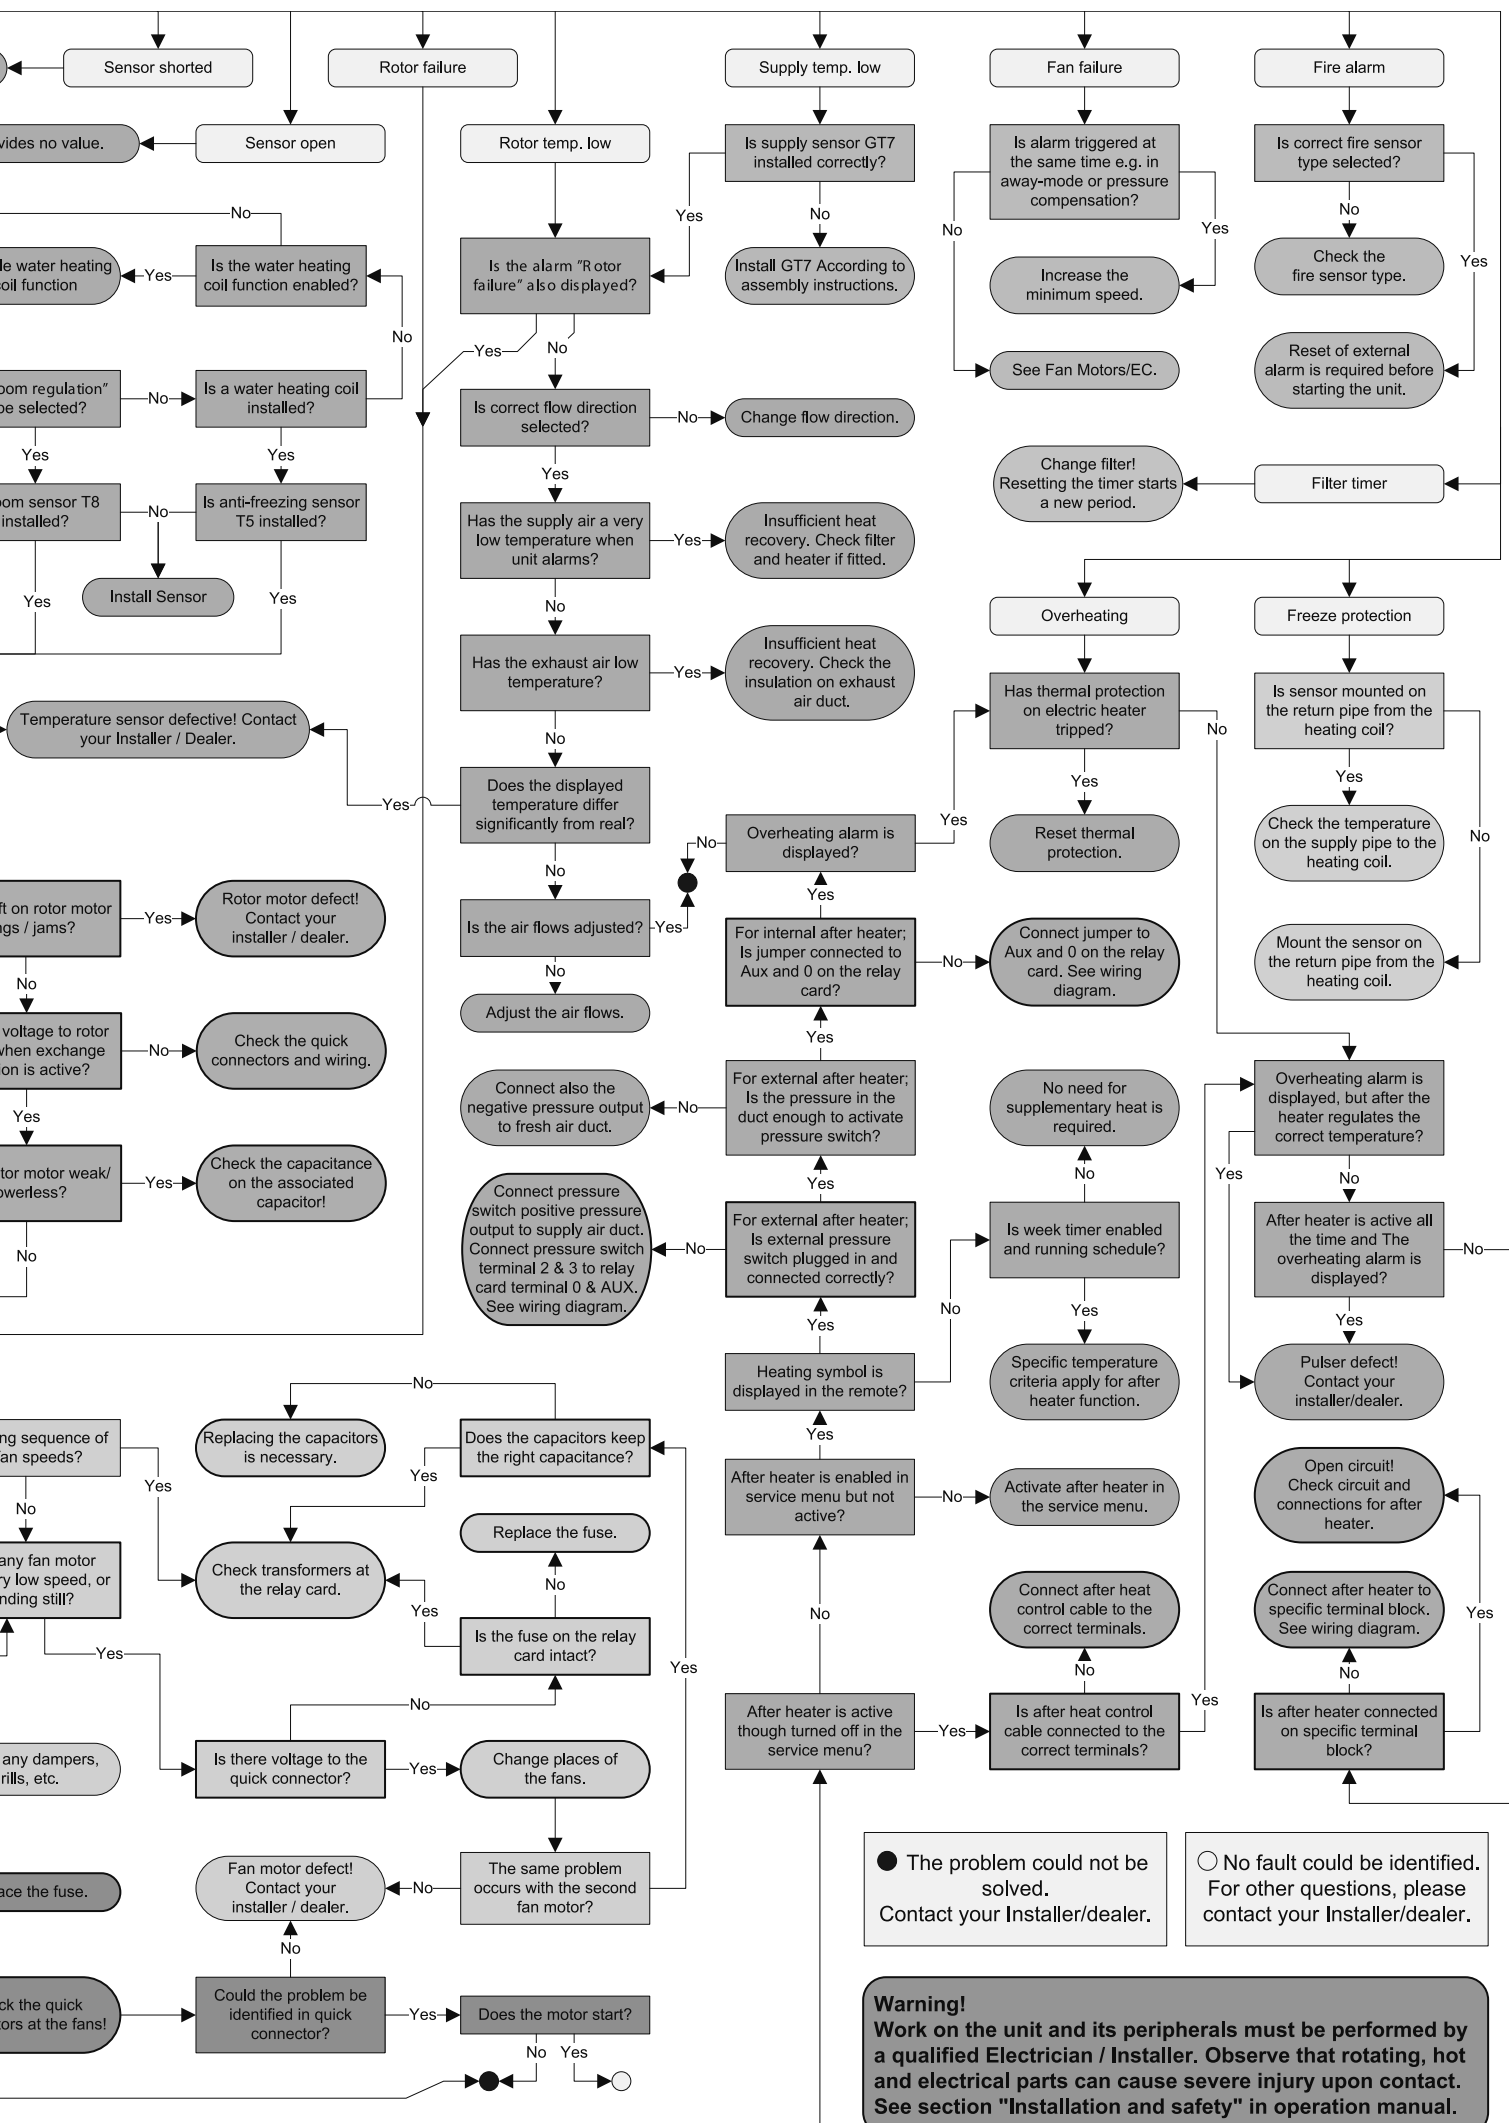 Sensor shorted
Rotor failure
Supply temp. low
Fan failure
Fire alarm
vides no value.
Sensor open
Rotor temp. low
Is supply sensor GT7
installed correctly?
Is alarm triggered at
the same time e.g. in
away-mode or pressure
compensation?
Is correct fire sensor
type selected?
No
Yes
No
No
Yes
No
Yes
le water heating
oil function
Yes
Is the water heating
coil function enabled?
Is the alarm "Rotor
failure" also displayed?
Install GT7 According to
assembly instructions.
Increase the
minimum speed.
Check the
fire sensor type.
No
Yes
No
Reset of external
alarm is required before
starting the unit.
oom regulation"
be selected?
No
Is a water heating coil
installed?
See Fan Motors/EC.
Is correct flow direction
selected?
No
Change flow direction.
Yes
Yes
Yes
Change filter!
Resetting the timer starts
a new period.
Filter timer
oom sensor T8
installed?
No
Is anti-freezing sensor
T5 installed?
Has the supply air a very
low temperature when
unit alarms?
Yes
Insufficient heat
recovery. Check filter
and heater if fitted.
Yes
Install Sensor
Yes
No
Overheating
Freeze protection
Has the exhaust air low
temperature?
Yes
Insufficient heat
recovery. Check the
insulation on exhaust
air duct.
Has thermal protection
on electric heater
tripped?
No
Is sensor mounted on
the return pipe from the
heating coil?
Temperature sensor defective! Contact
your Installer / Dealer.
No
Yes
Yes
Does the displayed
temperature differ
significantly from real?
Yes
Yes
No
Overheating alarm is
displayed?
Reset thermal
protection.
Check the temperature
on the supply pipe to the
heating coil.
No
No
Yes
ft on rotor motor
ngs / jams?
Yes
Rotor motor defect!
Contact your
installer / dealer.
Is the air flows adjusted?
Yes
For internal after heater;
Is jumper connected to
Aux and 0 on the relay
card?
No
Connect jumper to
Aux and 0 on the relay
card. See wiring
diagram.
Mount the sensor on
the return pipe from the
heating coil.
No
No
Adjust the air flows.
voltage to rotor
when exchange
ion is active?
No
Check the quick
connectors and wiring.
Yes
Connect also the
negative pressure output
to fresh air duct.
No
For external after heater;
Is the pressure in the
duct enough to activate
pressure switch?
No need for
supplementary heat is
required.
Overheating alarm is
displayed, but after the
heater regulates the
correct temperature?
Yes
tor motor weak/
owerless?
Yes
Check the capacitance
on the associated
capacitor!
Yes
No
Yes
No
Connect pressure
switch positive pressure
output to supply air duct.
Connect pressure switch
terminal 2 & 3 to relay
card terminal 0 & AUX.
See wiring diagram.
No
For external after heater;
Is external pressure
switch plugged in and
connected correctly?
Is week timer enabled
and running schedule?
After heater is active all
the time and The
overheating alarm is
displayed?
No
No
Yes
No
Yes
Yes
Heating symbol is
displayed in the remote?
Specific temperature
criteria apply for after
heater function.
Pulser defect!
Contact your
installer/dealer.
No
Yes
ng sequence of
fan speeds?
Replacing the capacitors
is necessary.
Does the capacitors keep
the right capacitance?
Yes
Yes
After heater is enabled in
service menu but not
active?
No
Activate after heater in
the service menu.
Open circuit!
Check circuit and
connections for after
heater.
No
Replace the fuse.
any fan motor
ry low speed, or
nding still?
Check transformers at
the relay card.
No
Yes
No
Connect after heat
control cable to the
correct terminals.
Connect after heater to
specific terminal block.
See wiring diagram.
Yes
Yes
Is the fuse on the relay
card intact?
Yes
No
No
No
After heater is active
though turned off in the
service menu?
Yes
Is after heat control
cable connected to the
correct terminals?
Yes
Is after heater connected
on specific terminal
block?
any dampers,
rills, etc.
Is there voltage to the
quick connector?
Yes
Change places of
the fans.
ace the fuse.
Fan motor defect!
Contact your
installer / dealer.
No
The same problem
occurs with the second
fan motor?
The problem could not be
solved.
Contact your Installer/dealer.
No fault could be identified.
For other questions, please
contact your Installer/dealer.
No
ck the quick
tors at the fans!
Could the problem be
identified in quick
connector?
Yes
Does the motor start?
No
Yes
Warning!
Work on the unit and its peripherals must be performed by
a qualified Electrician / Installer. Observe that rotating, hot
and electrical parts can cause severe injury upon contact.
See section "Installation and safety" in operation manual.